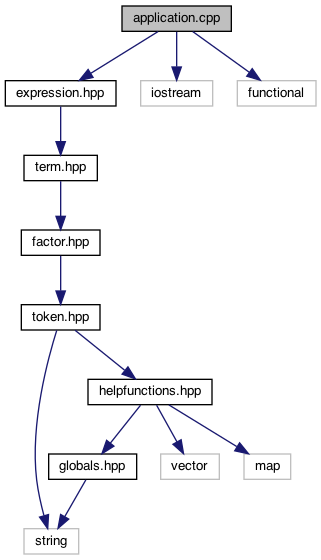 application.cpp
expression.hpp
iostream
functional
term.hpp
factor.hpp
token.hpp
helpfunctions.hpp
globals.hpp
vector
map
string